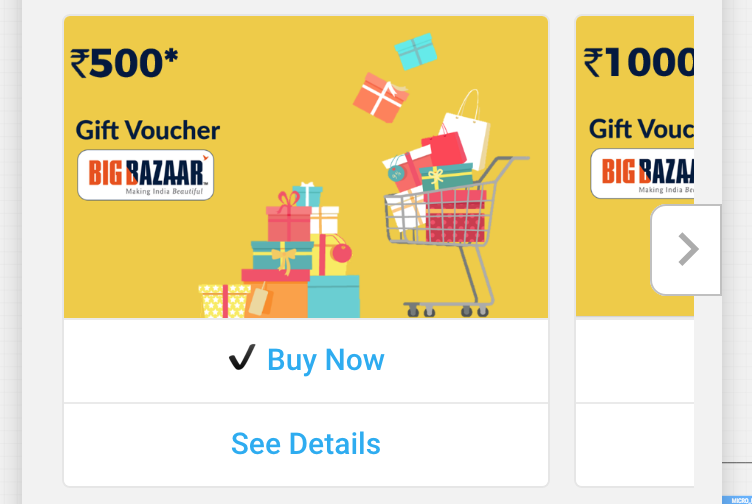 ₹500*
Gift Voucher
BIG BAZAAR
Making India Beautiful
✔ Buy Now
See Details
₹1000
Gift Vouc
BIG BAZAA
Making India Be
MICRO